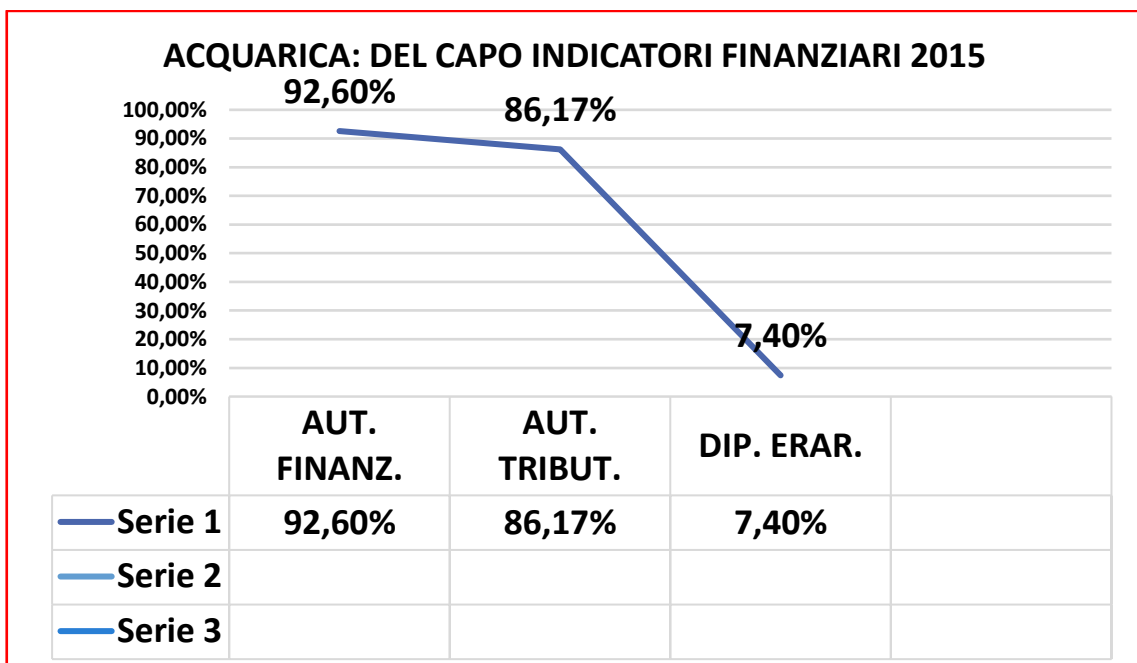 ACQUARICA: DEL CAPO INDICATORI FINANZIARI 2015
92,60%
86,17%
7,40%
100,00%
90,00%
80,00%
70,00%
60,00%
50,00%
40,00%
30,00%
20,00%
10,00%
0,00%
AUT. FINANZ.
AUT. TRIBUT.
DIP. ERAR.
Serie 1 92,60% 86,17% 7,40%
Serie 2
Serie 3